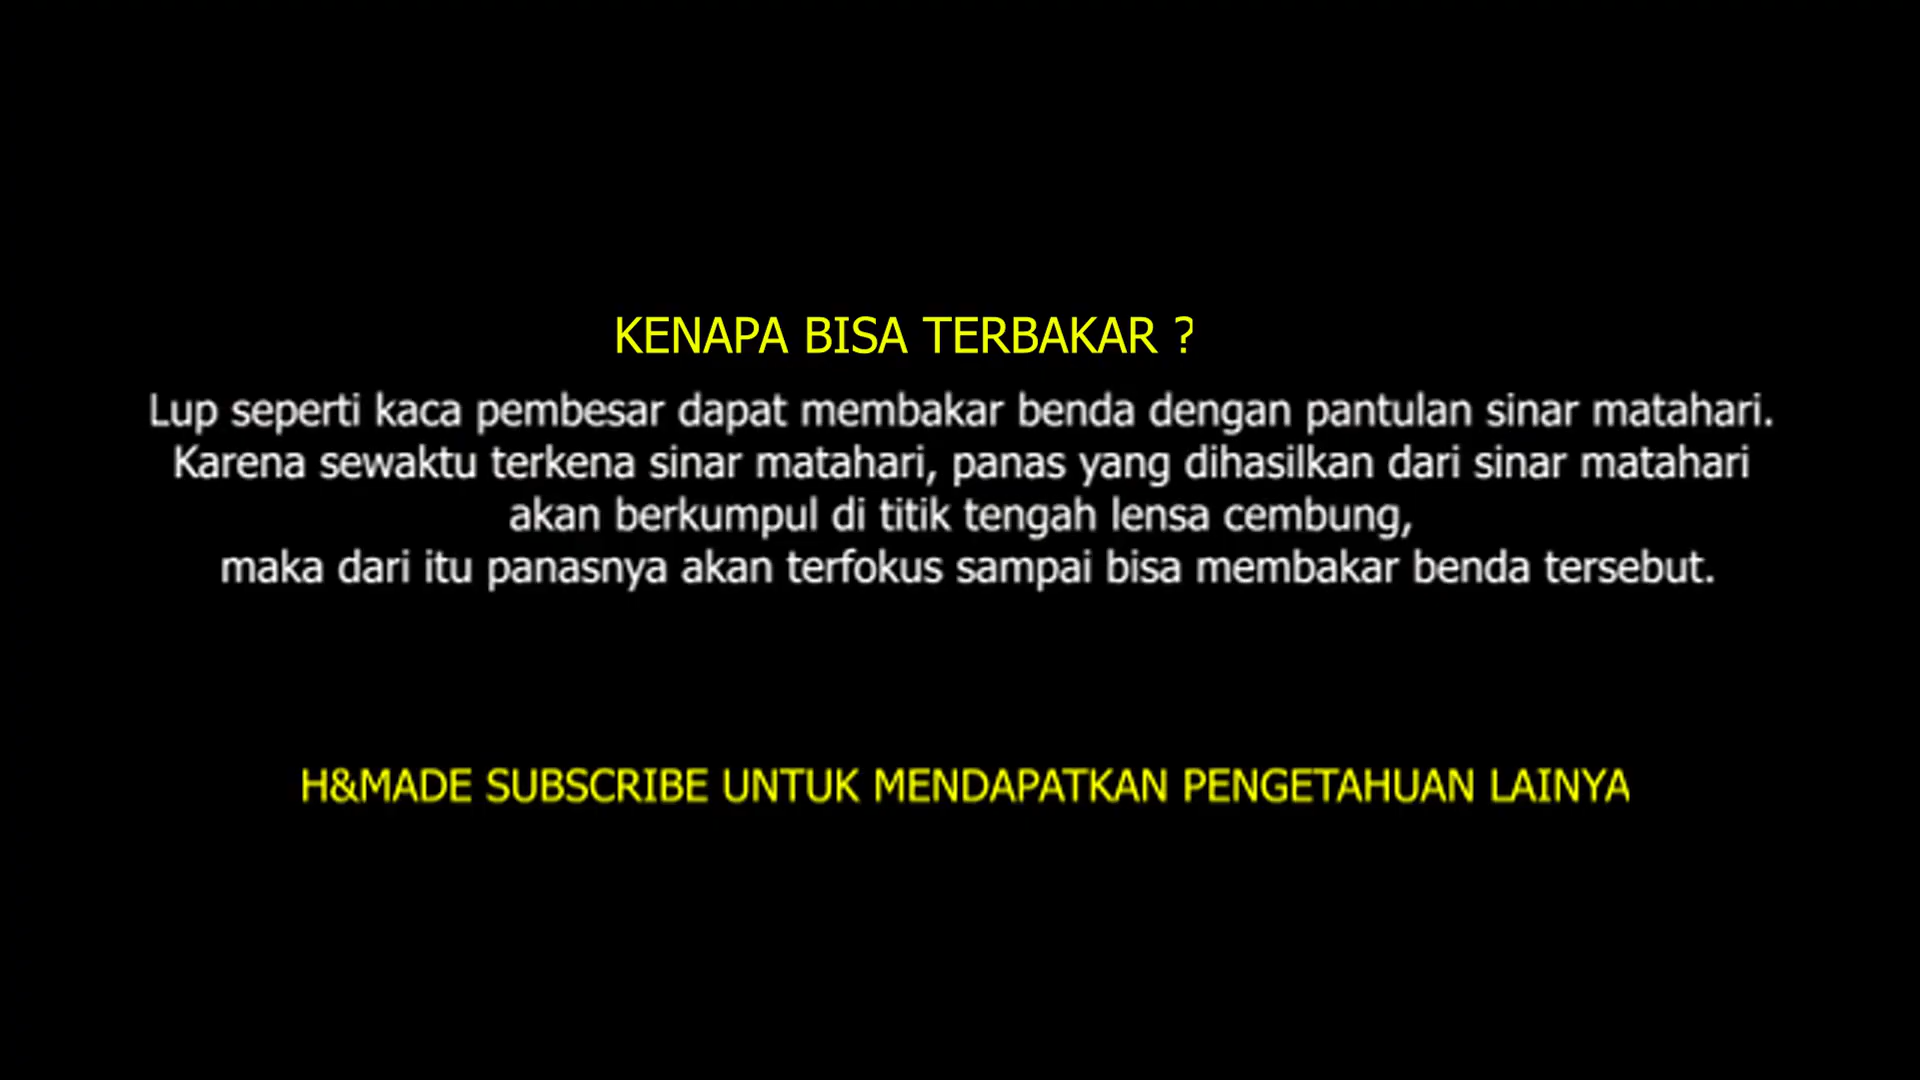 KENAPA BISA TERBAKAR ?
Lup seperti kaca pembesar dapat membakar benda dengan pantulan sinar matahari.
Karena sewaktu terkena sinar matahari, panas yang dihasilkan dari sinar matahari
akan berkumpul di titik tengah lensa cembung,
maka dari itu panasnya akan terfokus sampai bisa membakar benda tersebut.
H&MADE SUBSCRIBE UNTUK MENDAPATKAN PENGETAHUAN LAINYA